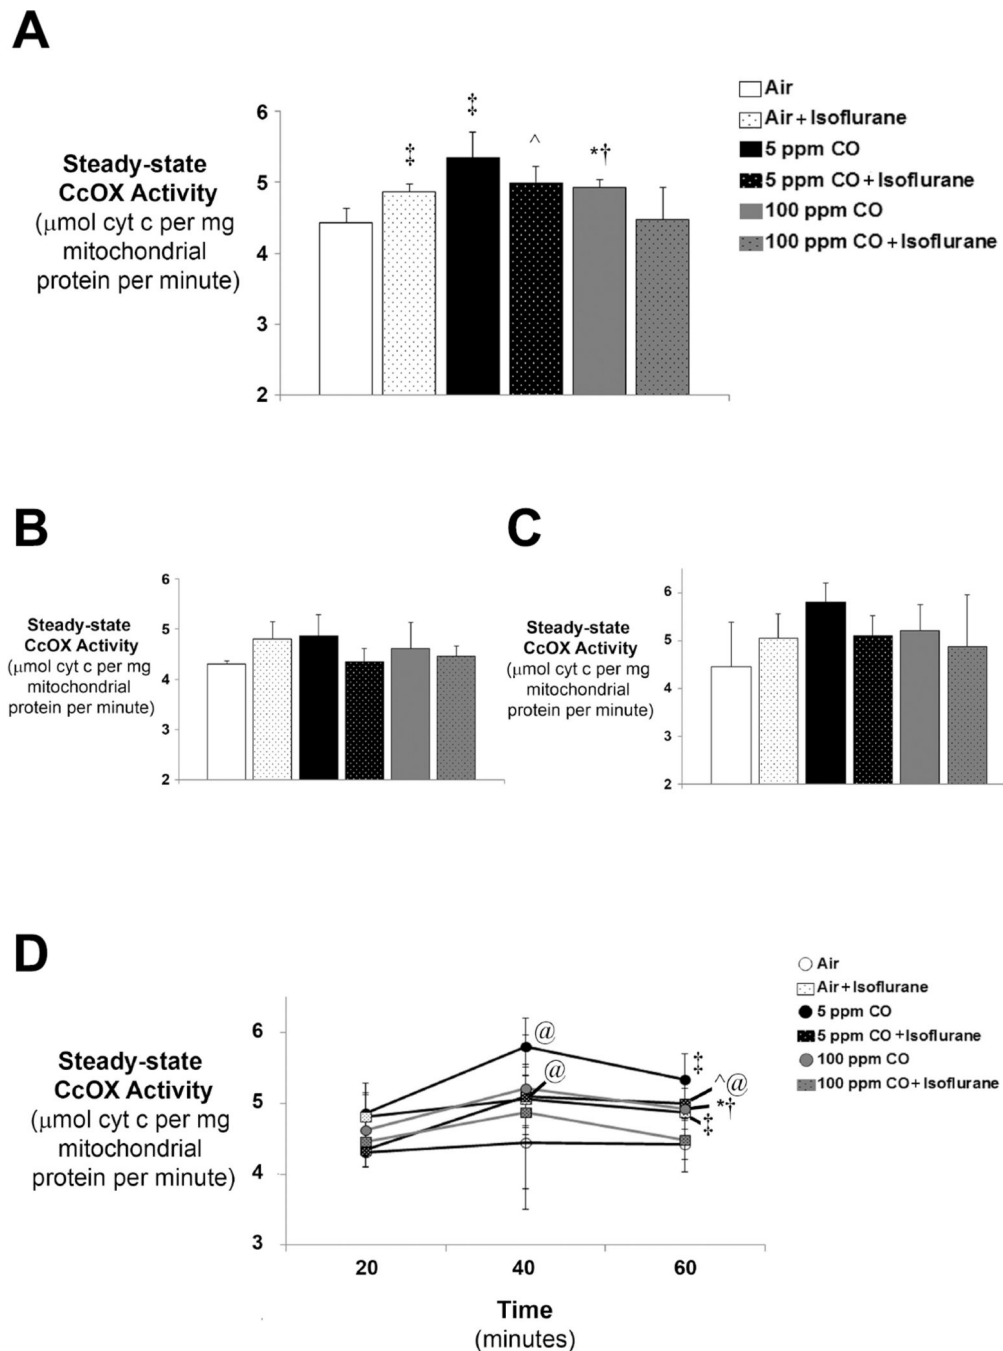 A
Steady-state
CcOX Activity
(μmol cyt c per mg
mitochondrial
protein per minute)
6
5
4
3
2
‡
‡
^
*†
Air
Air + Isoflurane
5 ppm CO
5 ppm CO + Isoflurane
100 ppm CO
100 ppm CO + Isoflurane
B
Steady-state
CcOX Activity
(μmol cyt c per mg
mitochondrial
protein per minute)
6
5
4
3
2
C
Steady-state
CcOX Activity
(μmol cyt c per mg
mitochondrial
protein per minute)
6
5
4
3
2
D
Steady-state
CcOX Activity
(μmol cyt c per mg
mitochondrial
protein per minute)
6
5
4
3
@
@
‡
^@
*†
‡
20 40 60
Time
(minutes)
Air
Air + Isoflurane
5 ppm CO
5 ppm CO + Isoflurane
100 ppm CO
100 ppm CO + Isoflurane